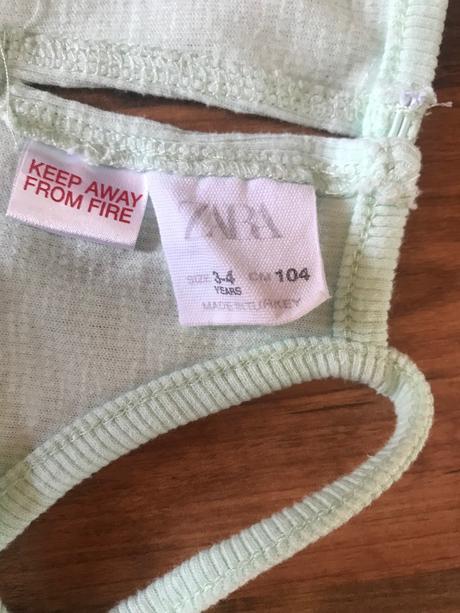 KEEP AWAY
FROM FIRE
ZARA
SIZE 3-4 CM 104
YEARS
MADE IN TURKEY